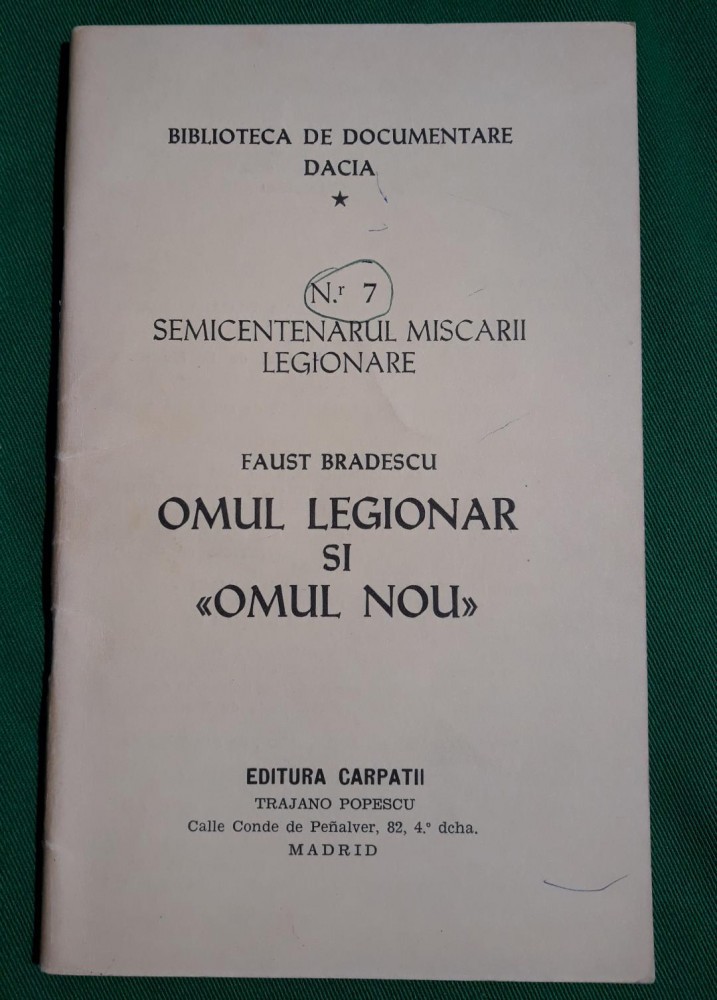 BIBLIOTECA DE DOCUMENTARE
DACIA
★
N.r 7
SEMICENTENARUL MISCARII
LEGIONARE
FAUST BRADESCU
OMUL LEGIONAR
SI
«OMUL NOU»
EDITURA CARPATII
TRAJANO POPESCU
Calle Conde de Peñalver, 82, 4.º dcha.
MADRID